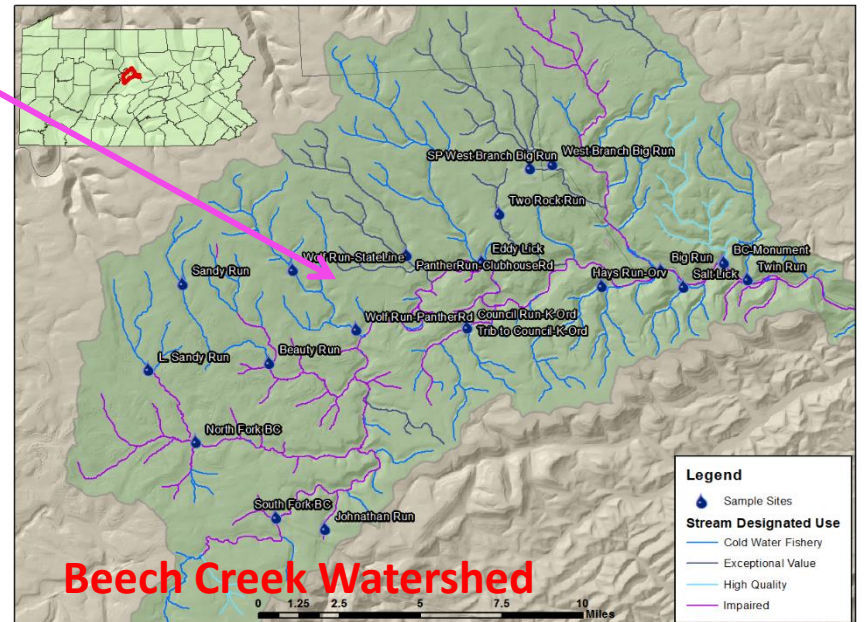 SP West Branch Big Run
West Branch Big Run
Two Rock Run
Eddy Lick
BC-Monument
Wolf Run-StateLine
PantherRun-ClubhouseRd
Big Run
Sandy Run
Hays Run-Orv
Salt Lick
Twin Run
Wolf Run-PantherRd
Council Run-K-Ord
Trib to Council-K-Ord
L. Sandy Run
Beauty Run
North Fork BC
South Fork BC
Johnathan Run
Legend
Sample Sites
Stream Designated Use
Cold Water Fishery
Exceptional Value
High Quality
Impaired
Beech Creek Watershed
0 1.25 2.5 5 7.5 10
Miles